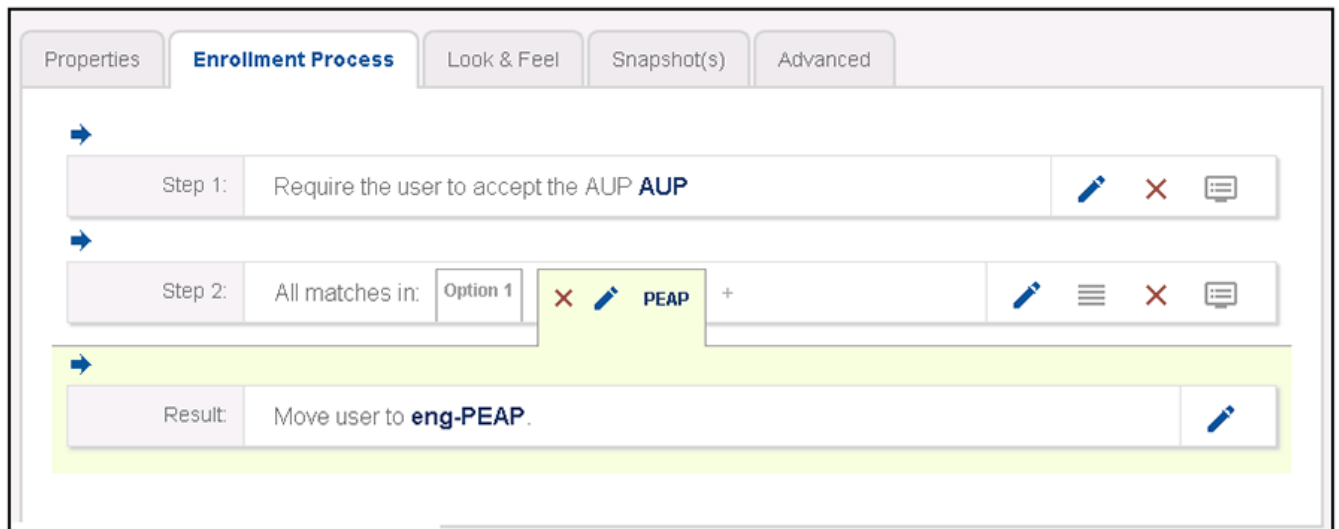 Properties Enrollment Process Look & Feel Snapshot(s) Advanced
Step 1: Require the user to accept the AUP AUP
Step 2: All matches in: Option 1 PEAP +
Result: Move user to eng-PEAP.